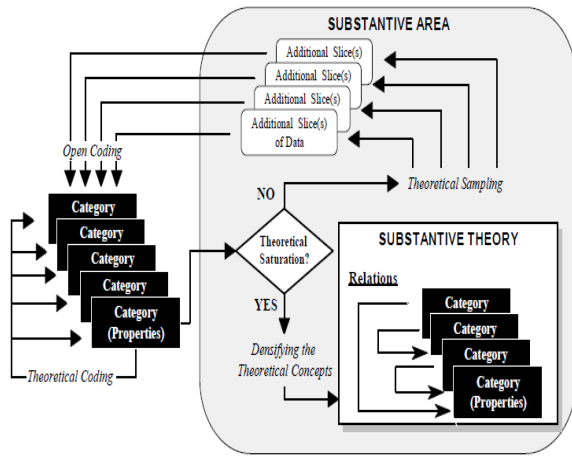 SUBSTANTIVE AREA
Additional Slice(s)
Additional Slice(s)
Additional Slice(s)
Additional Slice(s)
of Data
Open Coding
Theoretical Sampling
NO
Category
Category
Category
Category
Category
(Properties)
Theoretical Coding
Theoretical
Saturation?
YES
Densifying the
Theoretical Concepts
SUBSTANTIVE THEORY
Relations
Category
Category
Category
Category
(Properties)